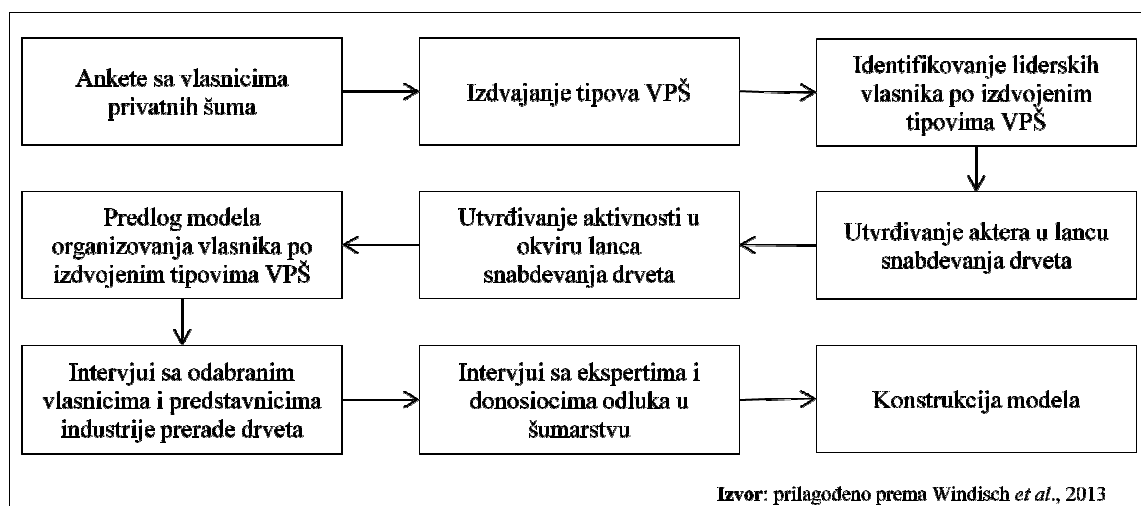 Ankete sa vlasnicima
privatnih šuma
Izdvajanje tipova VPŠ
Identifikovanje liderskih
vlasnika po izdvojenim
tipovima VPŠ
Utvrđivanje aktera u lancu
snabdevanja drveta
Utvrđivanje aktivnosti u
okviru lanca
snabdevanja drveta
Predlog modela
organizovanja vlasnika po
izdvojenim tipovima VPŠ
Intervjui sa odabranim
vlasnicima i predstavnicima
industrije prerade drveta
Intervjui sa ekspertima i
donosiocima odluka u
šumarstvu
Konstrukcija modela
Izvor: prilagođeno prema Windisch et al., 2013